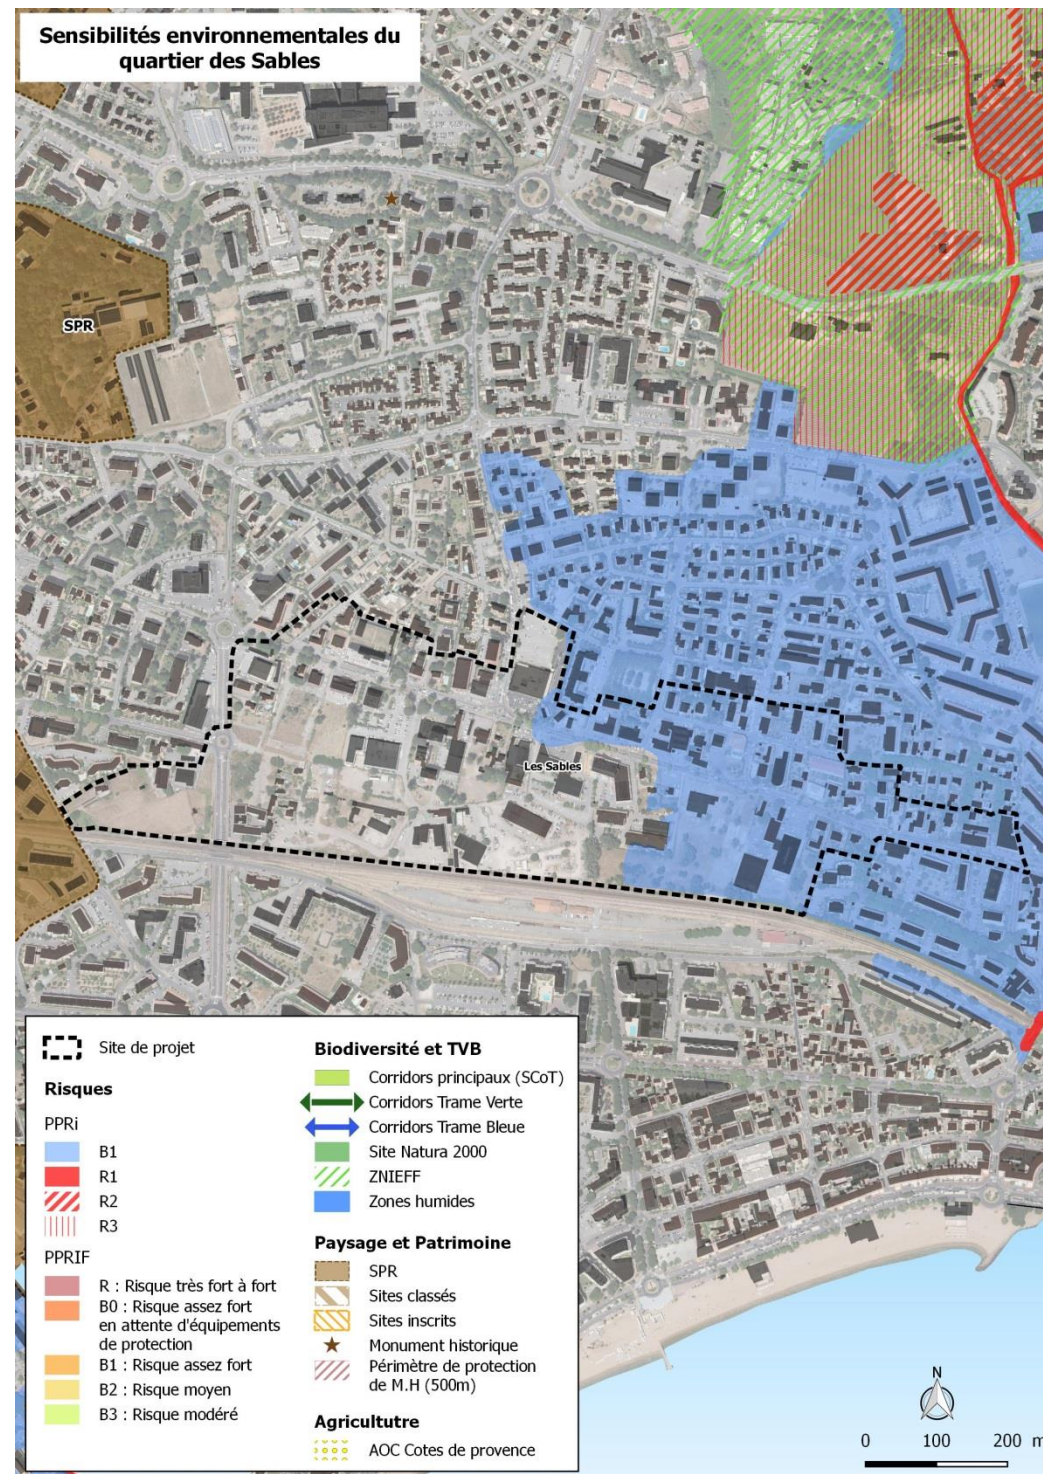 Sensibilités environnementales du
quartier des Sables
SPR
Les Sables
Site de projet
Risques
PPRi
B1
R1
R2
R3
PPRIF
R : Risque très fort à fort
B0 : Risque assez fort
en attente d'équipements
de protection
B1 : Risque assez fort
B2 : Risque moyen
B3 : Risque modéré
Biodiversité et TVB
Corridors principaux (SCoT)
Corridors Trame Verte
Corridors Trame Bleue
Site Natura 2000
ZNIEFF
Zones humides
Paysage et Patrimoine
SPR
Sites classés
Sites inscrits
Monument historique
Périmètre de protection
de M.H (500m)
Agricultutre
AOC Cotes de provence
N
0 100 200 m